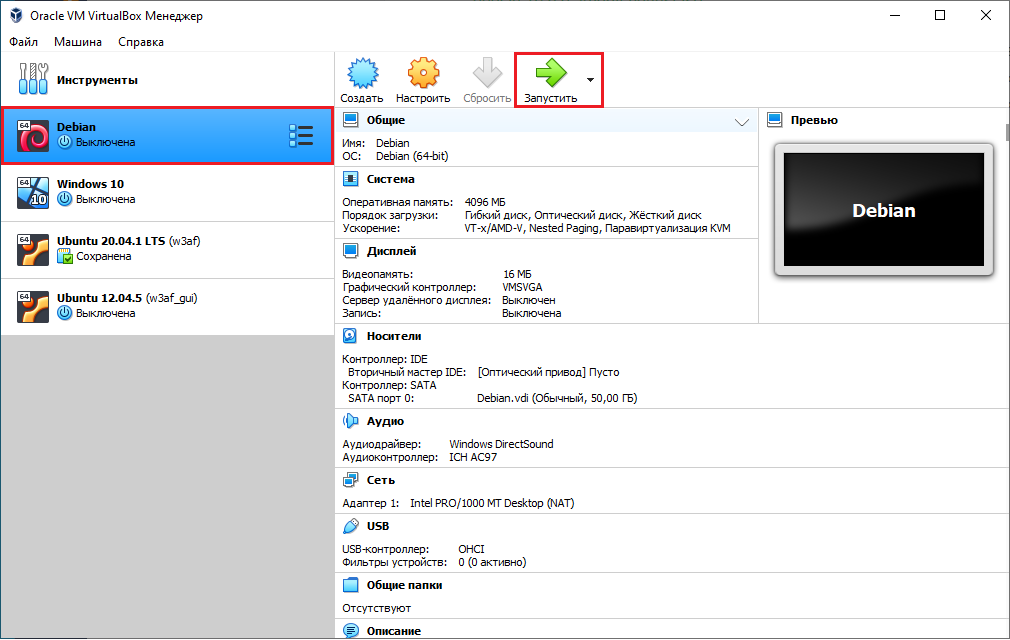 Oracle VM VirtualBox Менеджер
Файл Машина Справка
Инструменты
64
Debian
Выключена
64
10
Windows 10
Выключена
64
Ubuntu 20.04.1 LTS (w3af)
Сохранена
64
Ubuntu 12.04.5 (w3af_gui)
Выключена
Создать Настроить Сбросить Запустить
Общие
Имя: Debian
ОС: Debian (64-bit)
Превью
Debian
Система
Оперативная память: 4096 МБ
Порядок загрузки: Гибкий диск, Оптический диск, Жёсткий диск
Ускорение: VT-x/AMD-V, Nested Paging, Паравиртуализация KVM
Дисплей
Видеопамять: 16 МБ
Графический контроллер: VMSVGA
Сервер удалённого дисплея: Выключен
Запись: Выключена
Носители
Контроллер: IDE
Вторичный мастер IDE: [Оптический привод] Пусто
Контроллер: SATA
SATA порт 0: Debian.vdi (Обычный, 50,00 ГБ)
Аудио
Аудиодрайвер: Windows DirectSound
Аудиоконтроллер: ICH AC97
Сеть
Адаптер 1: Intel PRO/1000 MT Desktop (NAT)
USB
USB-контроллер: OHCI
Фильтры устройств: 0 (0 активно)
Общие папки
Отсутствуют
Описание